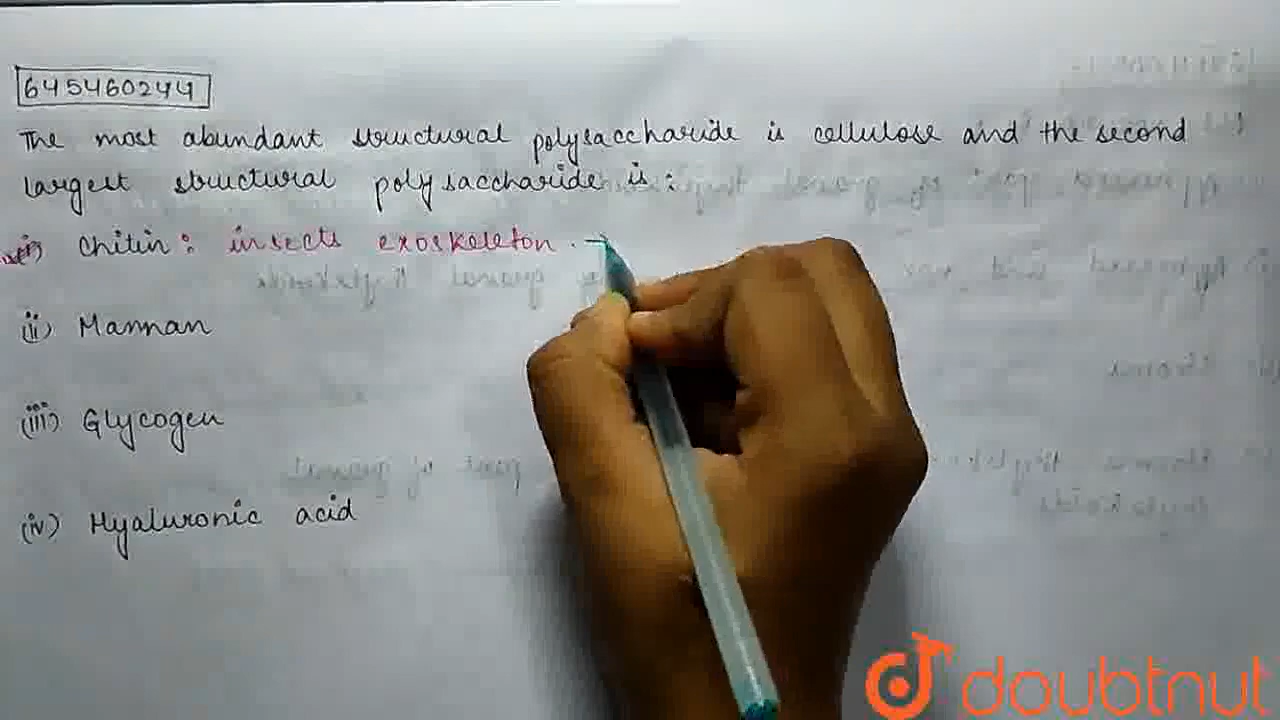 645460244
The most abundant structural polysaccharide is cellulose and the second
largest structural polysaccharide is:
(i) Chitin: insects exoskeleton.
(ii) Mannan
(iii) Glycogen
(iv) Hyaluronic acid
doubtnut